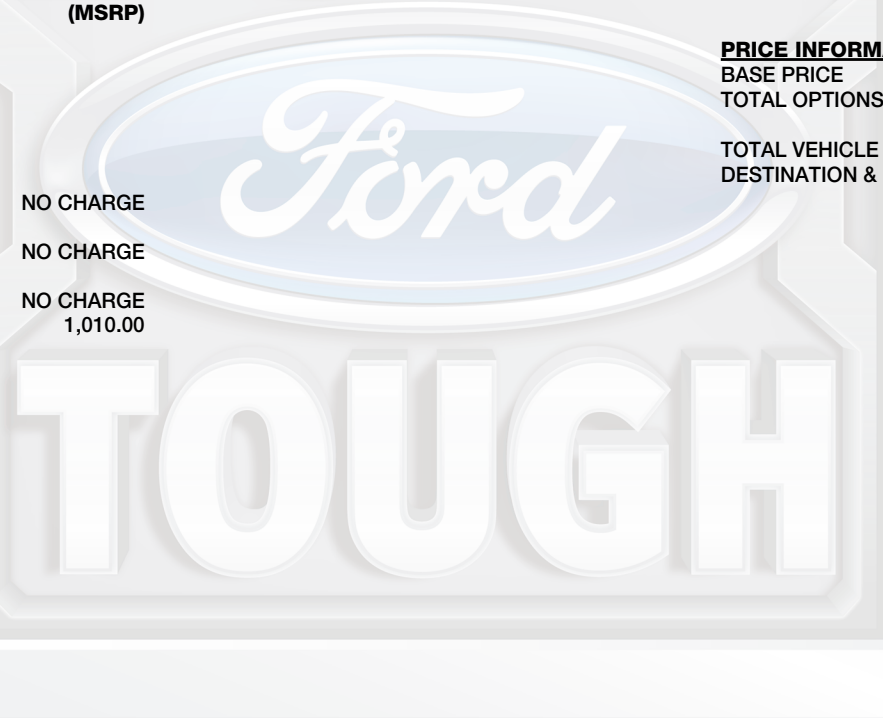 (MSRP)
PRICE INFORM
BASE PRICE
TOTAL OPTIONS
TOTAL VEHICLE
DESTINATION &
NO CHARGE
NO CHARGE
NO CHARGE
1,010.00
Ford
TOUGH